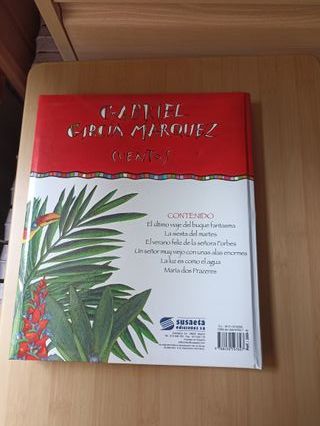 GABRIEL
GARCIA MARQUEZ
CUENTOS
CONTENIDO
El último viaje del buque fantasma
La siesta del martes
El verano feliz de la señora Forbes
Un señor muy viejo con unas alas enormes
La luz es como el agua
María dos Prazeres
susaeta
ediciones s.a.